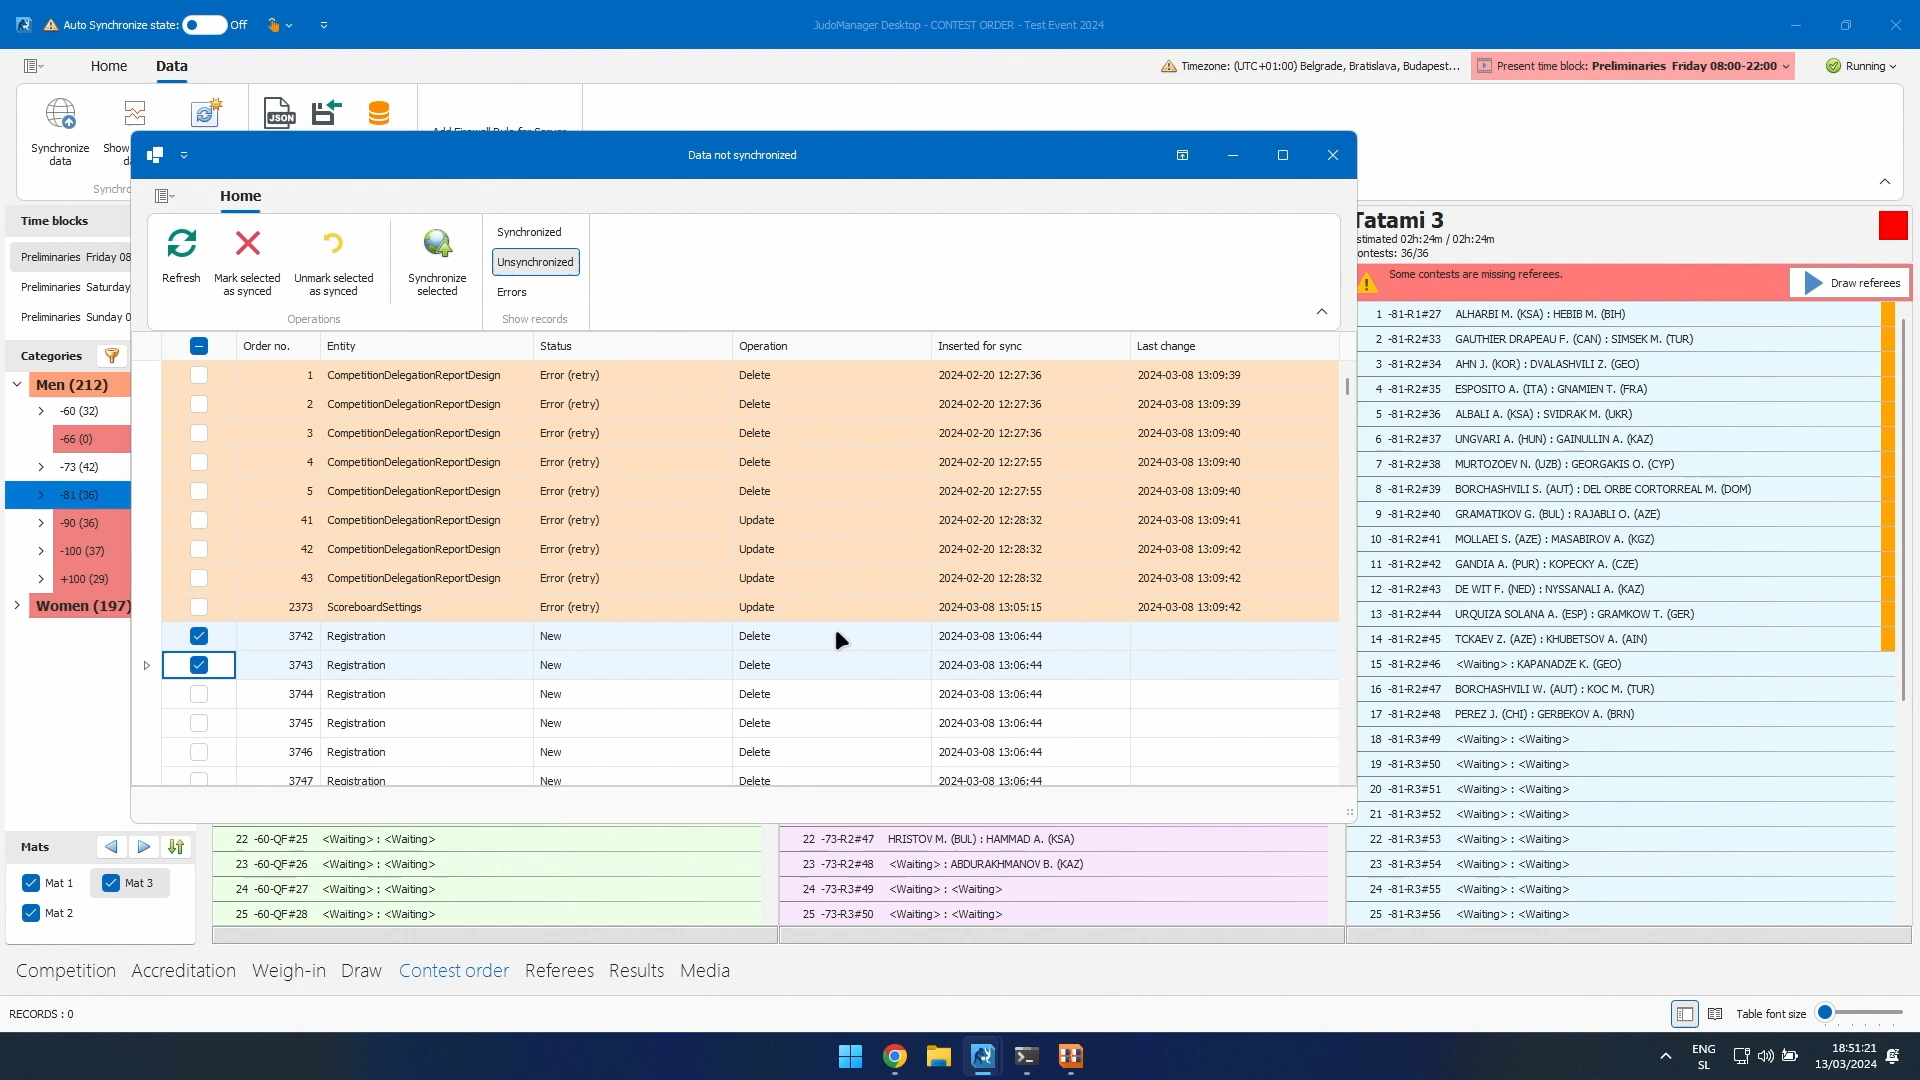 Auto Synchronize state: Off
JudoManager Desktop - CONTEST ORDER - Test Event 2024
Home Data
Timezone: (UTC+01:00) Belgrade, Bratislava, Budapest...
Present time block: Preliminaries Friday 08:00-22:00
Running
Synchronize data
Show
JSON
Synchro
Data not synchronized
Home
Refresh
Mark selected as synced
Unmark selected as synced
Synchronize selected
Synchronized
Unsynchronized
Errors
Operations
Show records
Order no. Entity Status Operation Inserted for sync Last change
1 CompetitionDelegationReportDesign Error (retry) Delete 2024-02-20 12:27:36 2024-03-08 13:09:39
2 CompetitionDelegationReportDesign Error (retry) Delete 2024-02-20 12:27:36 2024-03-08 13:09:39
3 CompetitionDelegationReportDesign Error (retry) Delete 2024-02-20 12:27:36 2024-03-08 13:09:40
4 CompetitionDelegationReportDesign Error (retry) Delete 2024-02-20 12:27:55 2024-03-08 13:09:40
5 CompetitionDelegationReportDesign Error (retry) Delete 2024-02-20 12:27:55 2024-03-08 13:09:40
41 CompetitionDelegationReportDesign Error (retry) Update 2024-02-20 12:28:32 2024-03-08 13:09:41
42 CompetitionDelegationReportDesign Error (retry) Update 2024-02-20 12:28:32 2024-03-08 13:09:42
43 CompetitionDelegationReportDesign Error (retry) Update 2024-02-20 12:28:32 2024-03-08 13:09:42
2373 ScoreboardSettings Error (retry) Update 2024-03-08 13:05:15 2024-03-08 13:09:42
3742 Registration New Delete 2024-03-08 13:06:44
3743 Registration New Delete 2024-03-08 13:06:44
3744 Registration New Delete 2024-03-08 13:06:44
3745 Registration New Delete 2024-03-08 13:06:44
3746 Registration New Delete 2024-03-08 13:06:44
3747 Registration New Delete 2024-03-08 13:06:44
Time blocks
Preliminaries Friday 08
Preliminaries Saturday
Preliminaries Sunday 0
Categories
Men (212)
-60 (32)
-66 (0)
-73 (42)
-81 (36)
-90 (36)
-100 (37)
+100 (29)
Women (197)
Mats
Mat 1
Mat 3
Mat 2
22 -60-QF#25 <Waiting> : <Waiting>
23 -60-QF#26 <Waiting> : <Waiting>
24 -60-QF#27 <Waiting> : <Waiting>
25 -60-QF#28 <Waiting> : <Waiting>
22 -73-R2#47 HRISTOV M. (BUL) : HAMMAD A. (KSA)
23 -73-R2#48 <Waiting> : ABDURAKHMANOV B. (KAZ)
24 -73-R3#49 <Waiting> : <Waiting>
25 -73-R3#50 <Waiting> : <Waiting>
Tatami 3
stimated 02h:24m / 02h:24m
ontests: 36/36
Some contests are missing referees.
Draw referees
1 -81-R1#27 ALHARBI M. (KSA) : HEBIB M. (BIH)
2 -81-R2#33 GAUTHIER DRAPEAU F. (CAN) : SIMSEK M. (TUR)
3 -81-R2#34 AHN J. (KOR) : DVALASHVILI Z. (GEO)
4 -81-R2#35 ESPOSITO A. (ITA) : GNAMIEN T. (FRA)
5 -81-R2#36 ALBALI A. (KSA) : SVIDRAK M. (UKR)
6 -81-R2#37 UNGVARI A. (HUN) : GAINULLIN A. (KAZ)
7 -81-R2#38 MURTOZOEV N. (UZB) : GEORGAKIS O. (CYP)
8 -81-R2#39 BORCHASHVILI S. (AUT) : DEL ORBE CORTORREAL M. (DOM)
9 -81-R2#40 GRAMATIKOV G. (BUL) : RAJABLI O. (AZE)
10 -81-R2#41 MOLLAEI S. (AZE) : MASABIROV A. (KGZ)
11 -81-R2#42 GANDIA A. (PUR) : KOPECKY A. (CZE)
12 -81-R2#43 DE WIT F. (NED) : NYSSANALI A. (KAZ)
13 -81-R2#44 URQUIZA SOLANA A. (ESP) : GRAMKOW T. (GER)
14 -81-R2#45 TCKAEV Z. (AZE) : KHUBETSOV A. (AIN)
15 -81-R2#46 <Waiting> : KAPANADZE K. (GEO)
16 -81-R2#47 BORCHASHVILI W. (AUT) : KOC M. (TUR)
17 -81-R2#48 PEREZ J. (CHI) : GERBEKOV A. (BRN)
18 -81-R3#49 <Waiting> : <Waiting>
19 -81-R3#50 <Waiting> : <Waiting>
20 -81-R3#51 <Waiting> : <Waiting>
21 -81-R3#52 <Waiting> : <Waiting>
22 -81-R3#53 <Waiting> : <Waiting>
23 -81-R3#54 <Waiting> : <Waiting>
24 -81-R3#55 <Waiting> : <Waiting>
25 -81-R3#56 <Waiting> : <Waiting>
Competition Accreditation Weigh-in Draw Contest order Referees Results Media
RECORDS : 0
Table font size
ENG
SL
18:51:21
13/03/2024